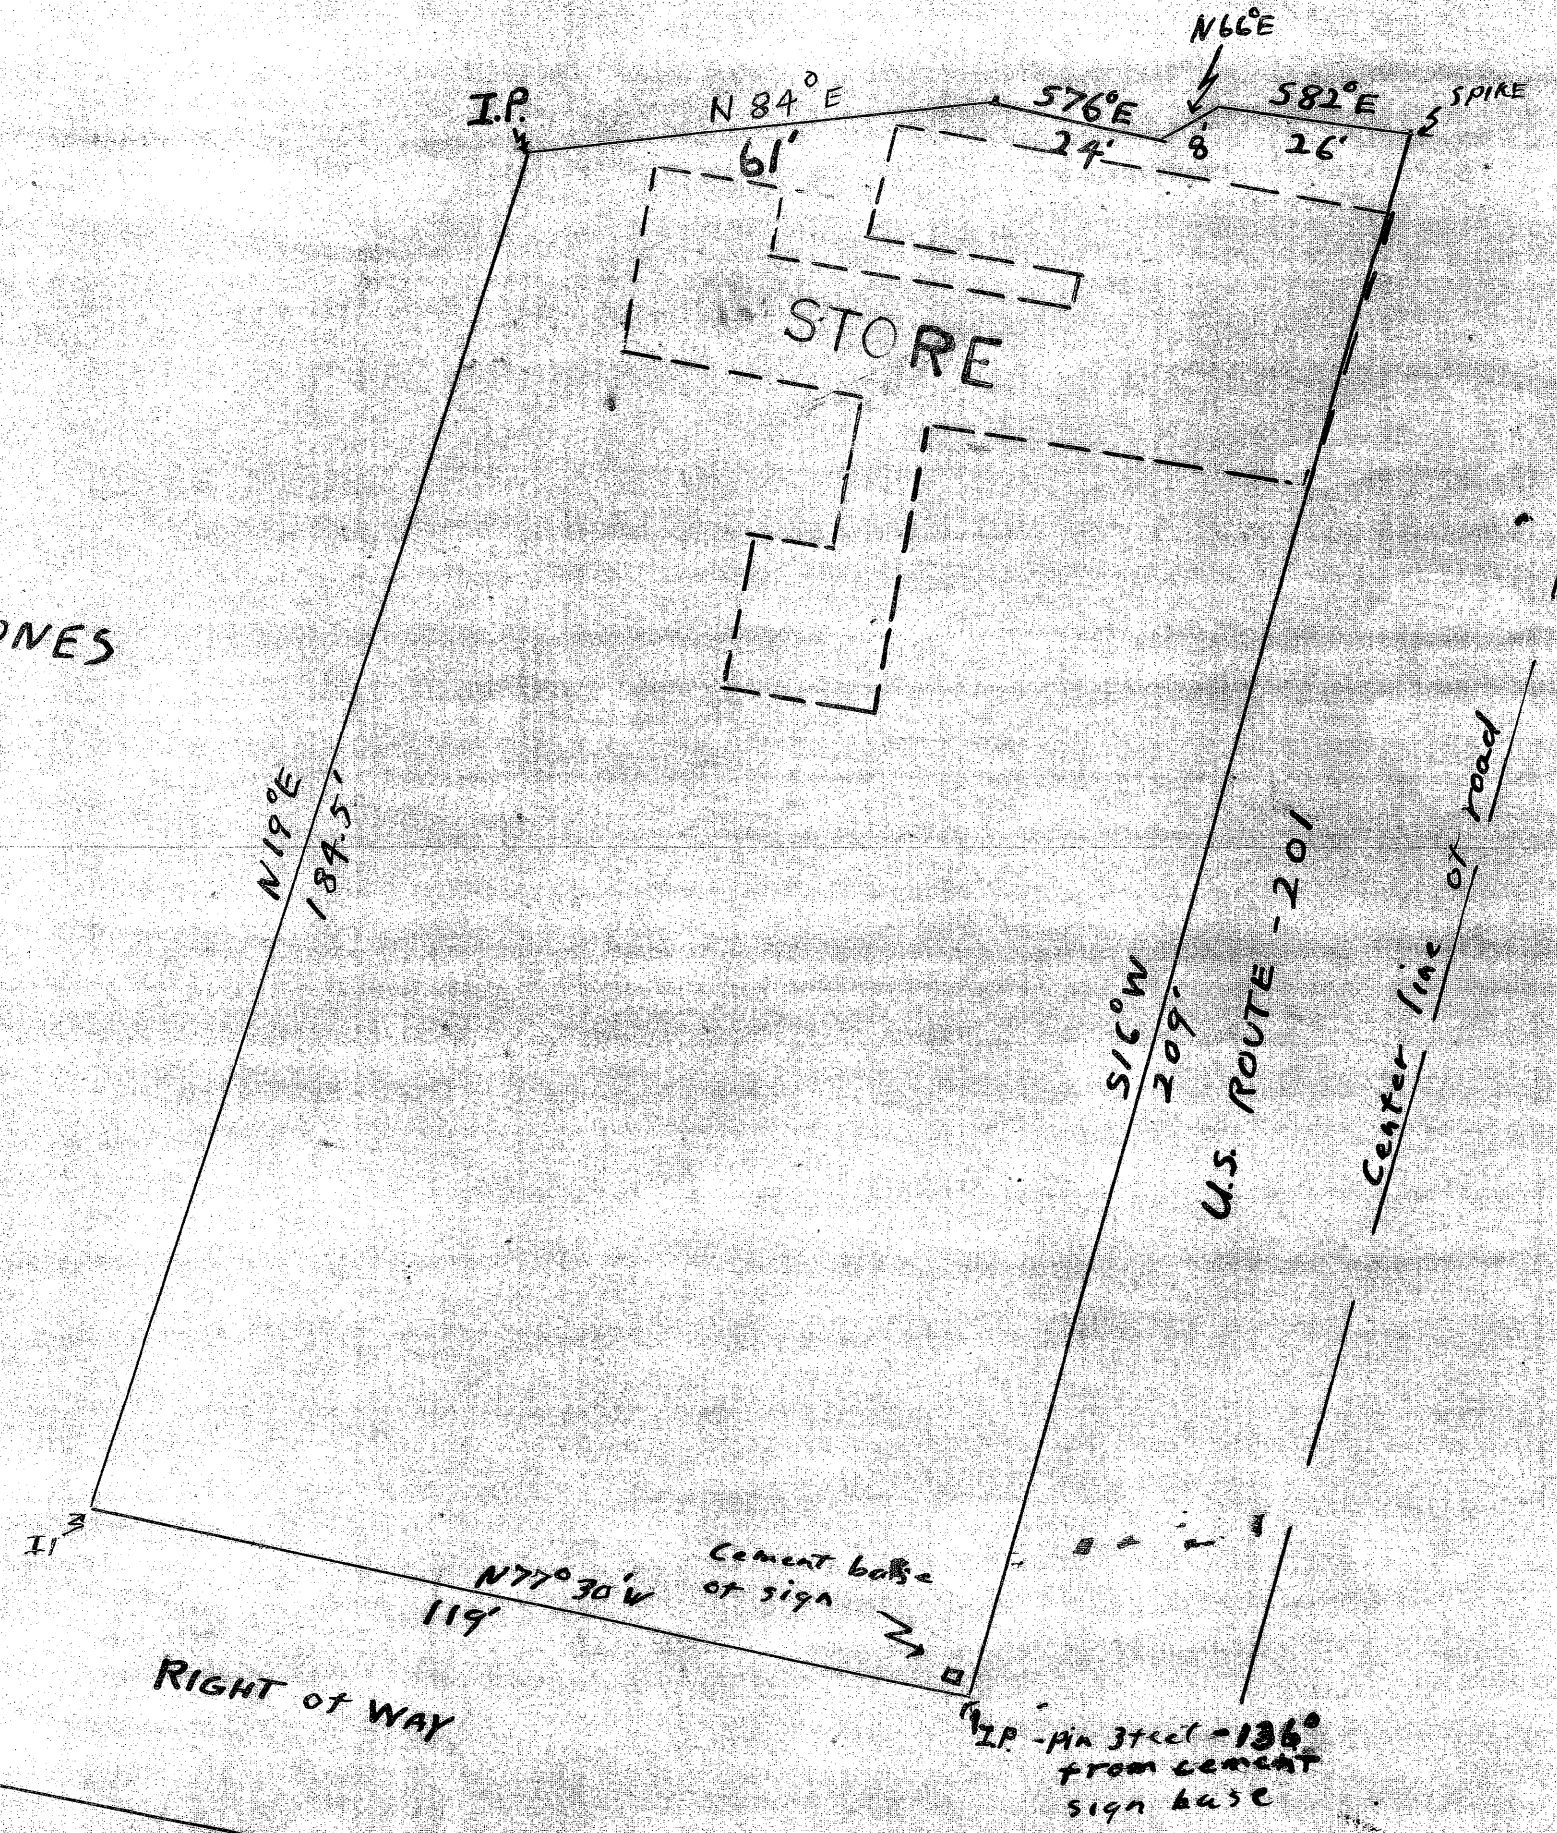 N66°E
I.P.
N 84°E
S76°E
S82°E
SPIKE
61'
24'
8'
26'
STORE
ONES
N19°E
184.5'
S16°W
209'
U.S. ROUTE - 201
Center line of road
N77°30'W
119'
Cement base
of sign
RIGHT of WAY
I.P. - pin 3 feet - 136°
from cement
sign base